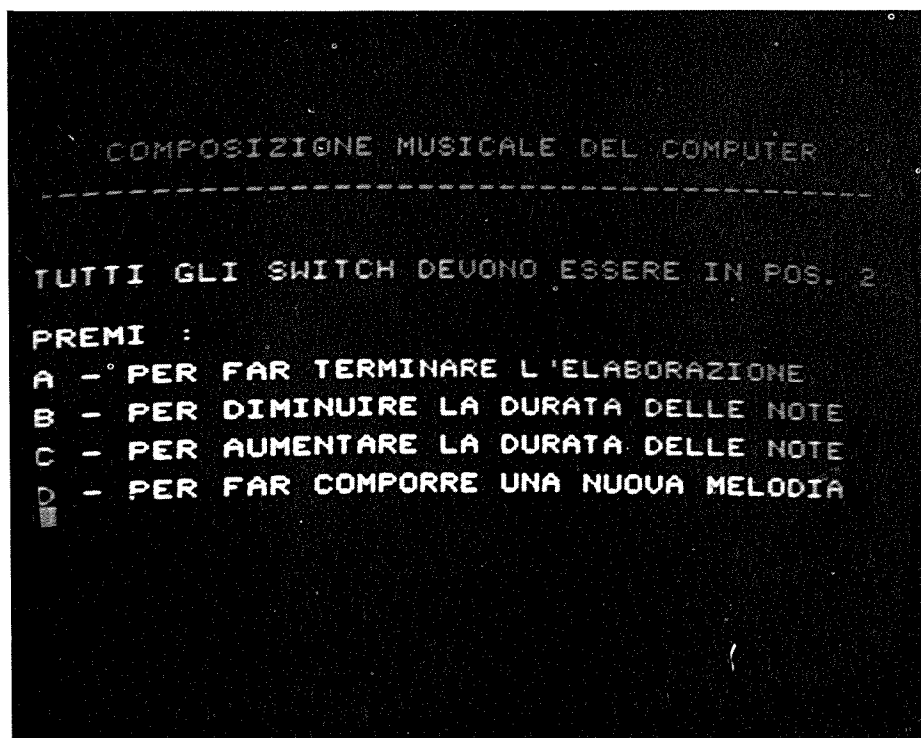 COMPOSIZIONE MUSICALE DEL COMPUTER
-----------------------------------
TUTTI GLI SWITCH DEVONO ESSERE IN POS. 2
PREMI :
A - PER FAR TERMINARE L'ELABORAZIONE
B - PER DIMINUIRE LA DURATA DELLE NOTE
C - PER AUMENTARE LA DURATA DELLE NOTE
D - PER FAR COMPORRE UNA NUOVA MELODIA